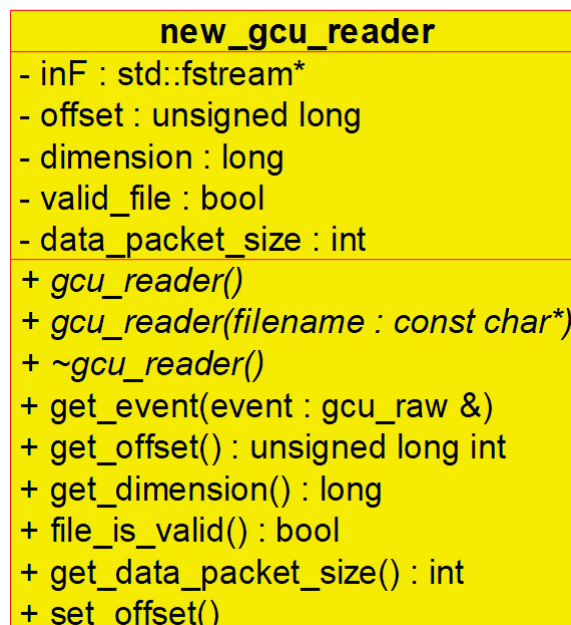 new_gcu_reader
- inF : std::fstream*
- offset : unsigned long
- dimension : long
- valid_file : bool
- data_packet_size : int
+ gcu_reader()
+ gcu_reader(filename : const char*)
+ ~gcu_reader()
+ get_event(event : gcu_raw &)
+ get_offset() : unsigned long int
+ get_dimension() : long
+ file_is_valid() : bool
+ get_data_packet_size() : int
+ set_offset()